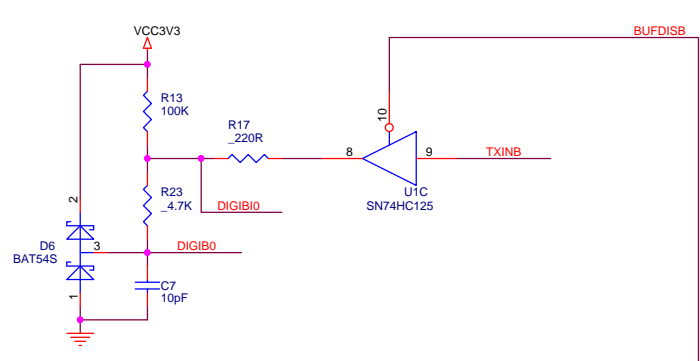 VCC3V3
BUFDISB
R13
100K
10
R17
_220R
8
9
TXINB
U1C
SN74HC125
R23
_4.7K
DIGIBI0
2
D6
BAT54S
3
DIGIB0
1
C7
10pF